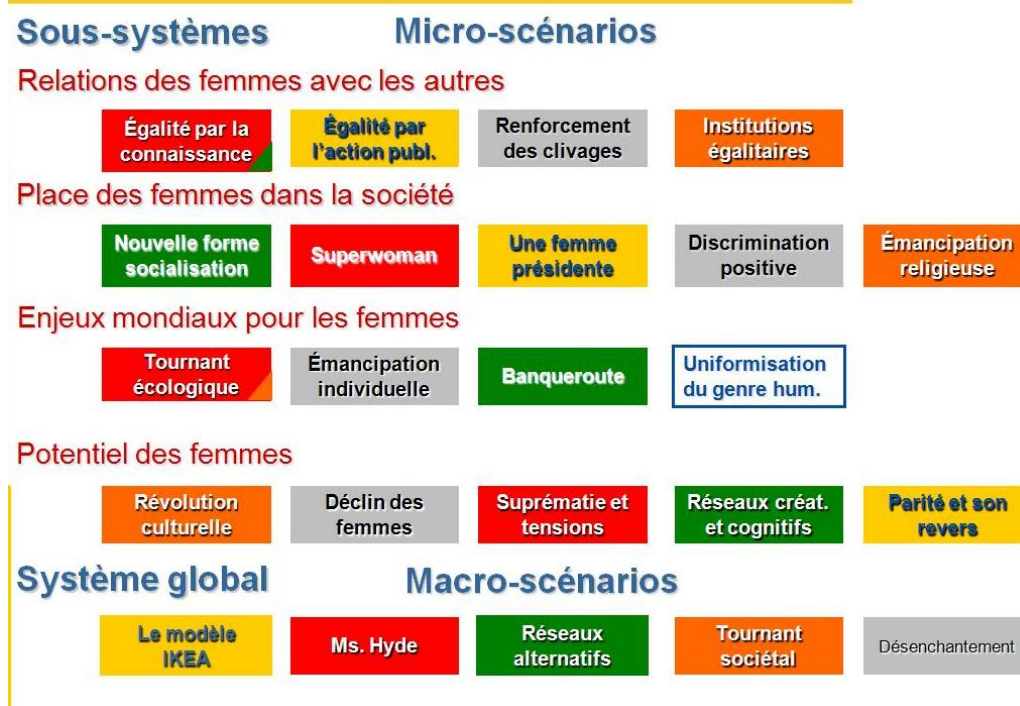 Sous-systèmes Micro-scénarios
Relations des femmes avec les autres
Égalité par la
connaissance
Égalité par
l'action publ.
Renforcement
des clivages
Institutions
égalitaires
Place des femmes dans la société
Nouvelle forme
socialisation
Superwoman
Une femme
présidente
Discrimination
positive
Émancipation
religieuse
Enjeux mondiaux pour les femmes
Tournant
écologique
Émancipation
individuelle
Banqueroute
Uniformisation
du genre hum.
Potentiel des femmes
Révolution
culturelle
Déclin des
femmes
Suprématie et
tensions
Réseaux créat.
et cognitifs
Parité et son
revers
Système global Macro-scénarios
Le modèle
IKEA
Ms. Hyde
Réseaux
alternatifs
Tournant
sociétal
Désenchantement